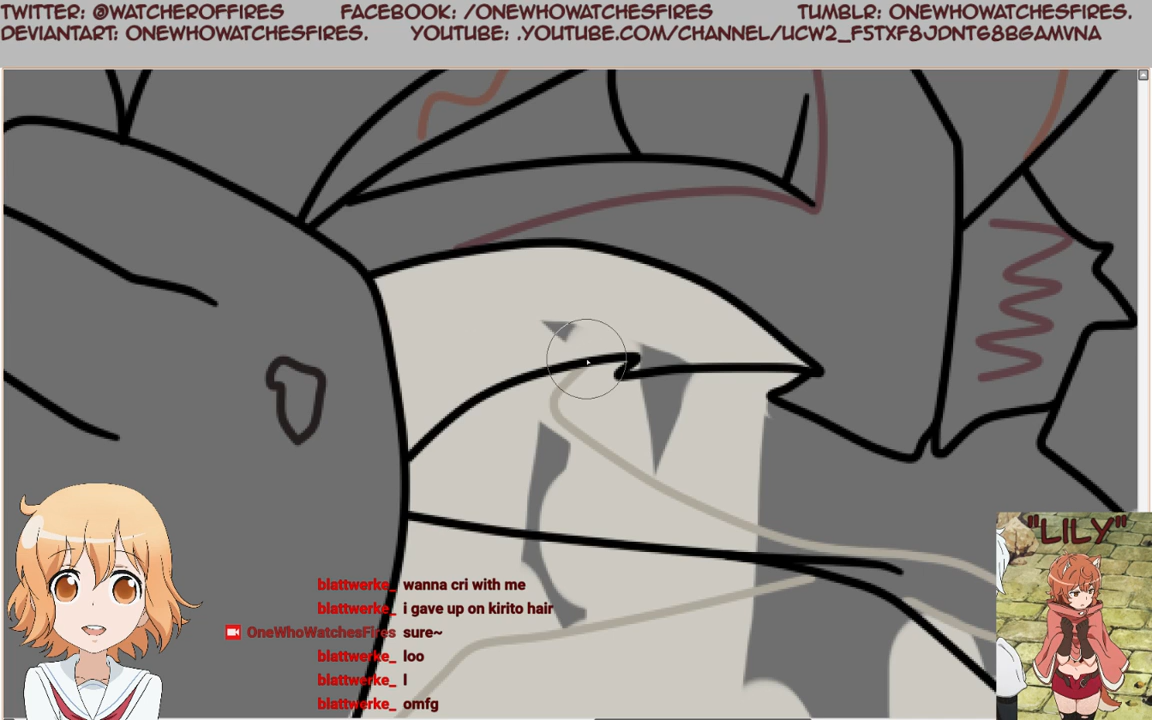 TWITTER: @WATCHEROFFIRES FACEBOOK: /ONEWHOWATCHESFIRES TUMBLR: ONEWHOWATCHESFIRES.
DEVIANTART: ONEWHOWATCHESFIRES. YOUTUBE: .YOUTUBE.COM/CHANNEL/UCW2_F5TXF8JDNTG8BGAMVNA
"LILY"
blattwerke_ wanna cri with me
blattwerke_ i gave up on kirito hair
OneWhoWatchesFires sure~
blattwerke_ loo
blattwerke_ l
blattwerke_ omfg